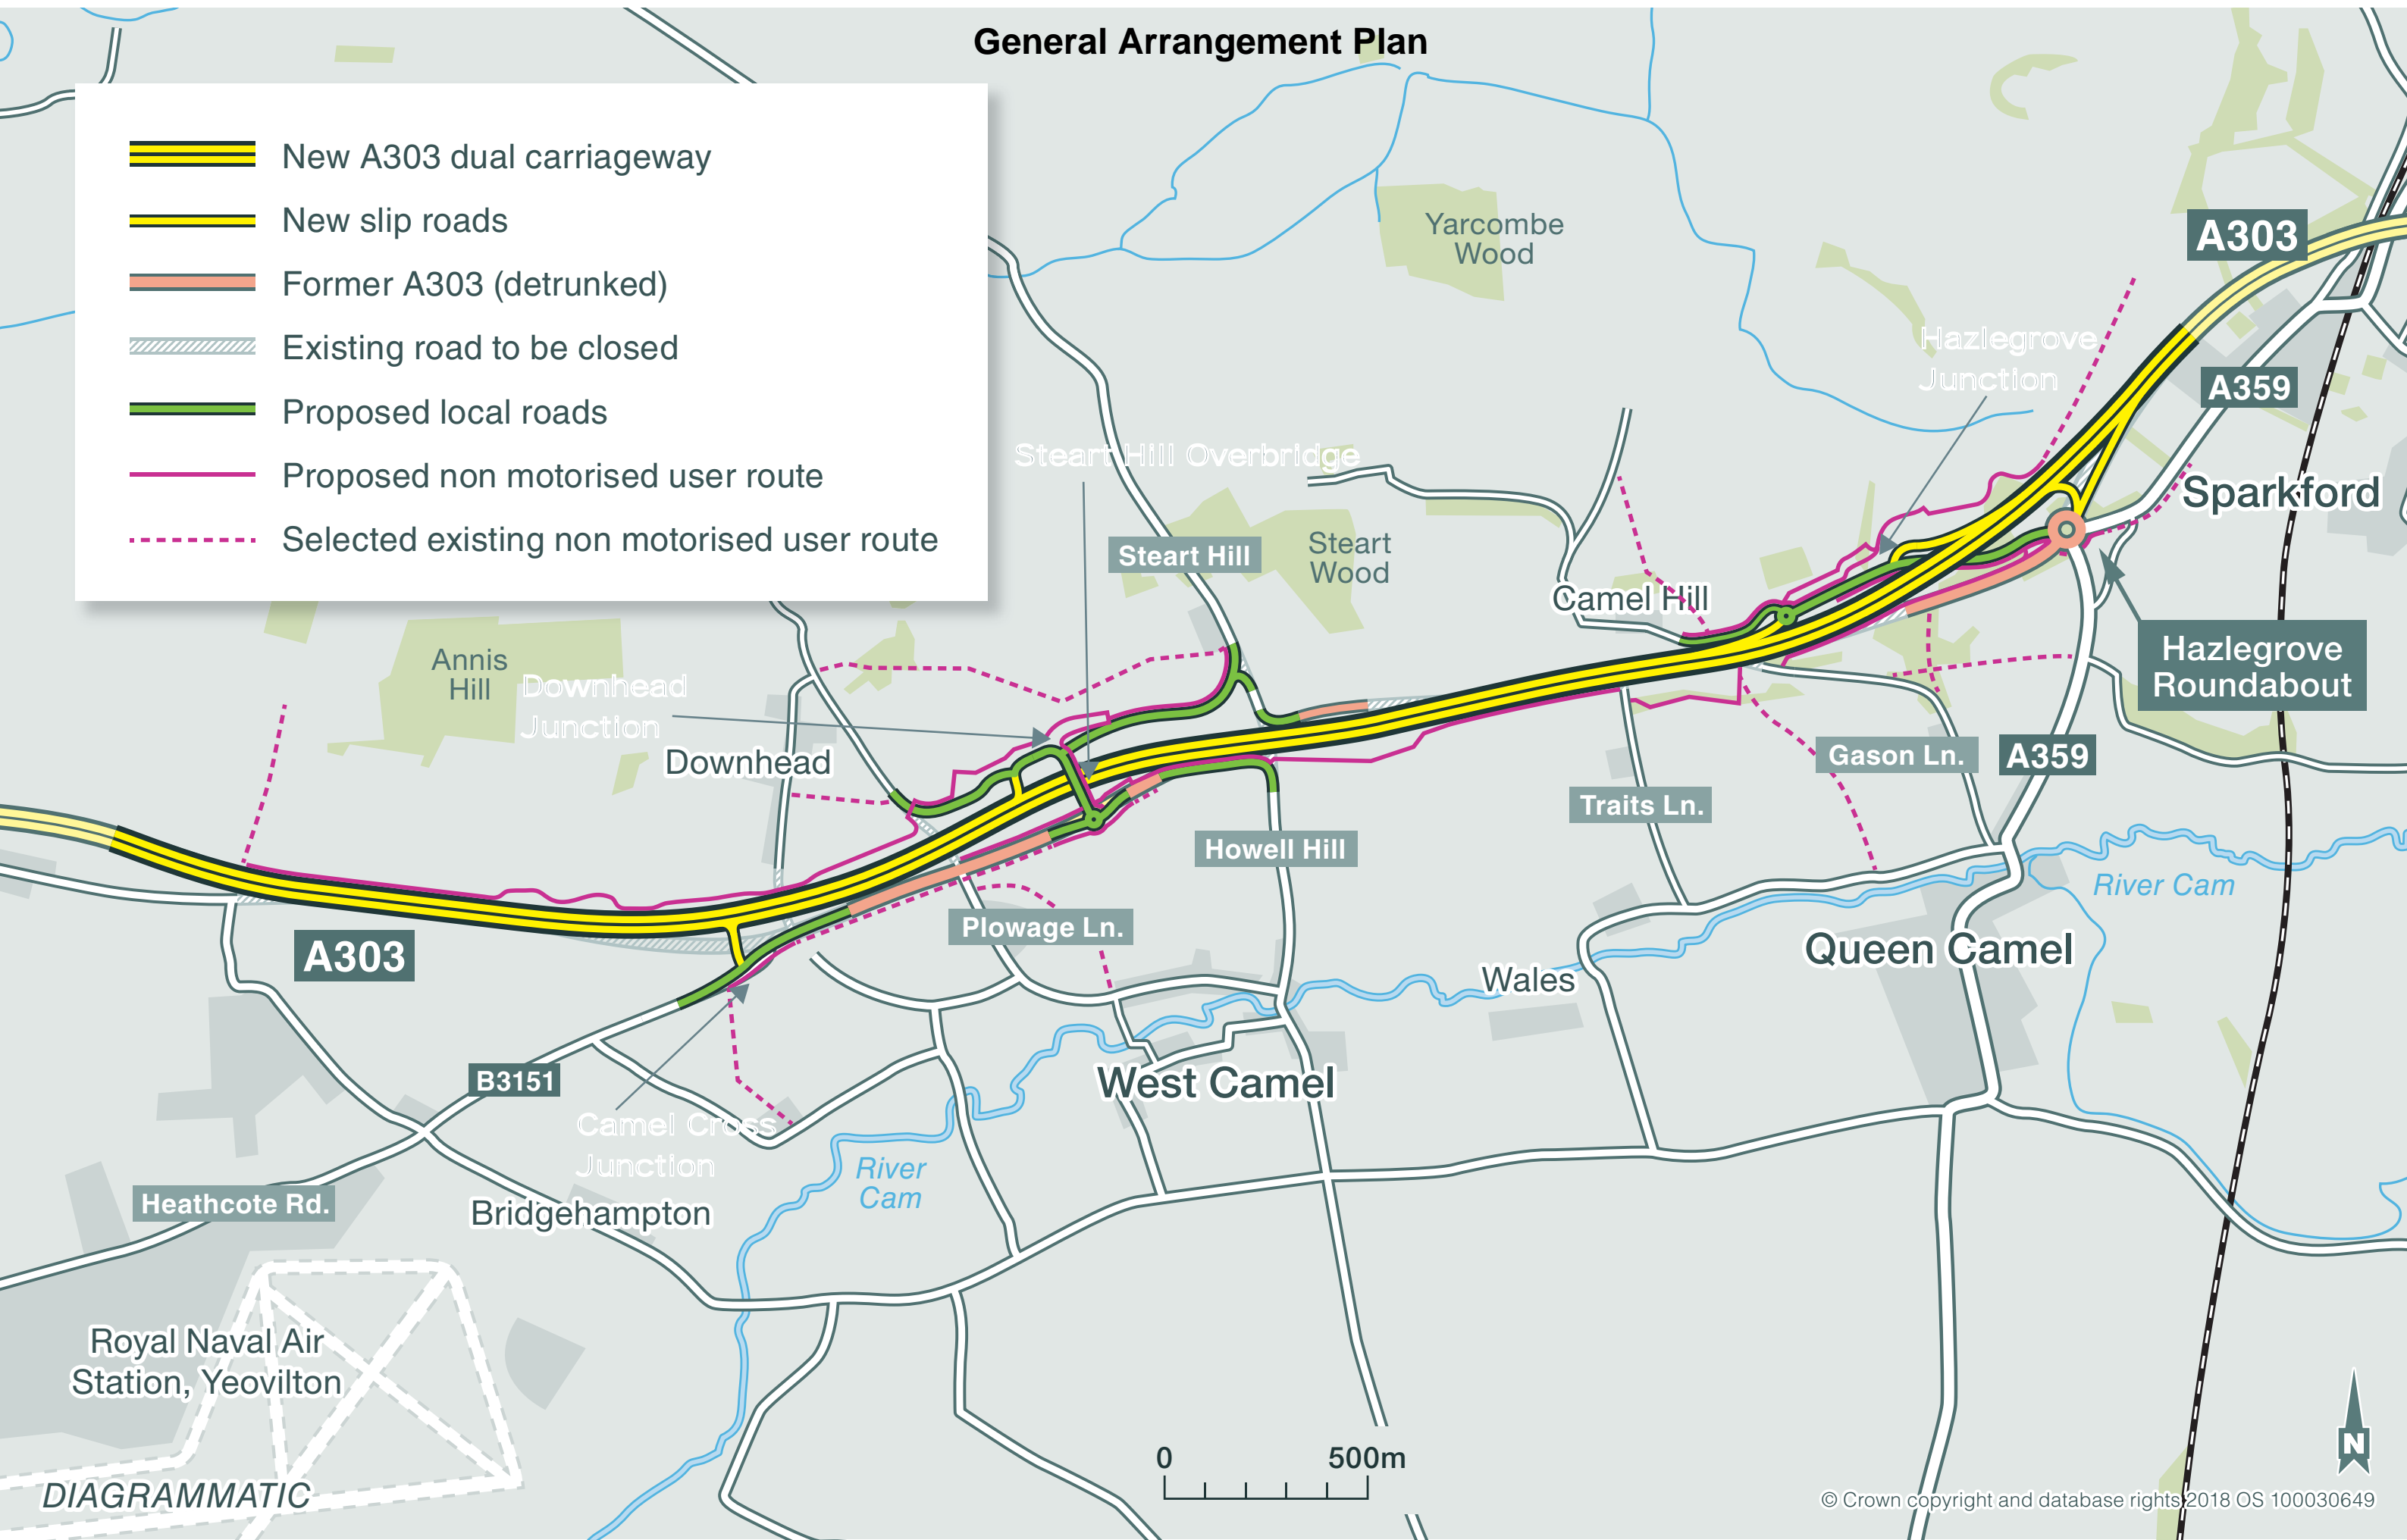 General Arrangement Plan
New A303 dual carriageway
New slip roads
Former A303 (detrunked)
Existing road to be closed
Proposed local roads
Proposed non motorised user route
Selected existing non motorised user route
Yarcombe
Wood
A303
Hazlegrove
Junction
A359
Steart Hill Overbridge
Sparkford
Steart Hill
Steart
Wood
Camel Hill
Hazlegrove
Roundabout
Annis
Hill
Downhead
Junction
Downhead
Gason Ln.
A359
Traits Ln.
Howell Hill
River Cam
Plowage Ln.
A303
Queen Camel
Wales
B3151
West Camel
Camel Cross
Junction
River
Cam
Heathcote Rd.
Bridgehampton
Royal Naval Air
Station, Yeovilton
0 500m
N
DIAGRAMMATIC
© Crown copyright and database rights 2018 OS 100030649